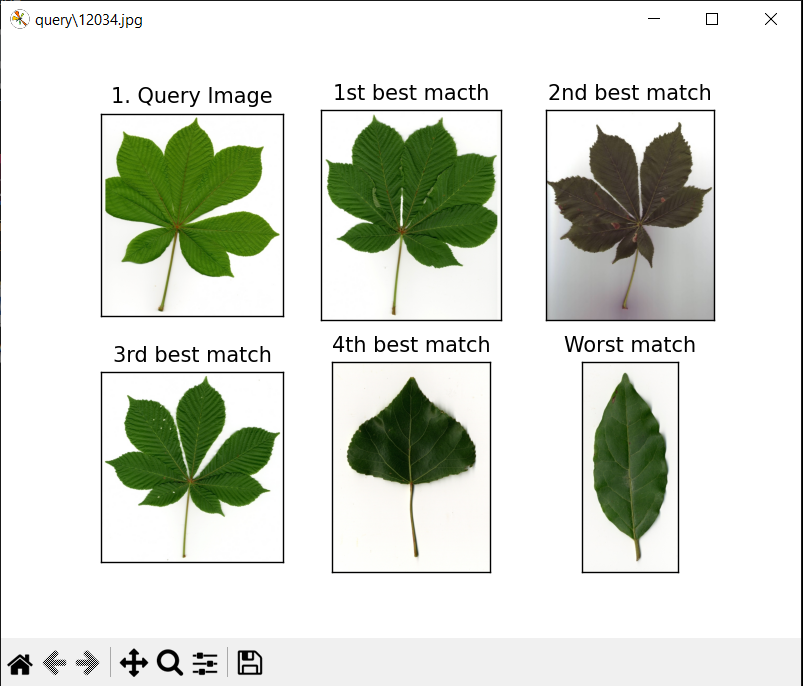 query\12034.jpg
1. Query Image
1st best macth
2nd best match
3rd best match
4th best match
Worst match